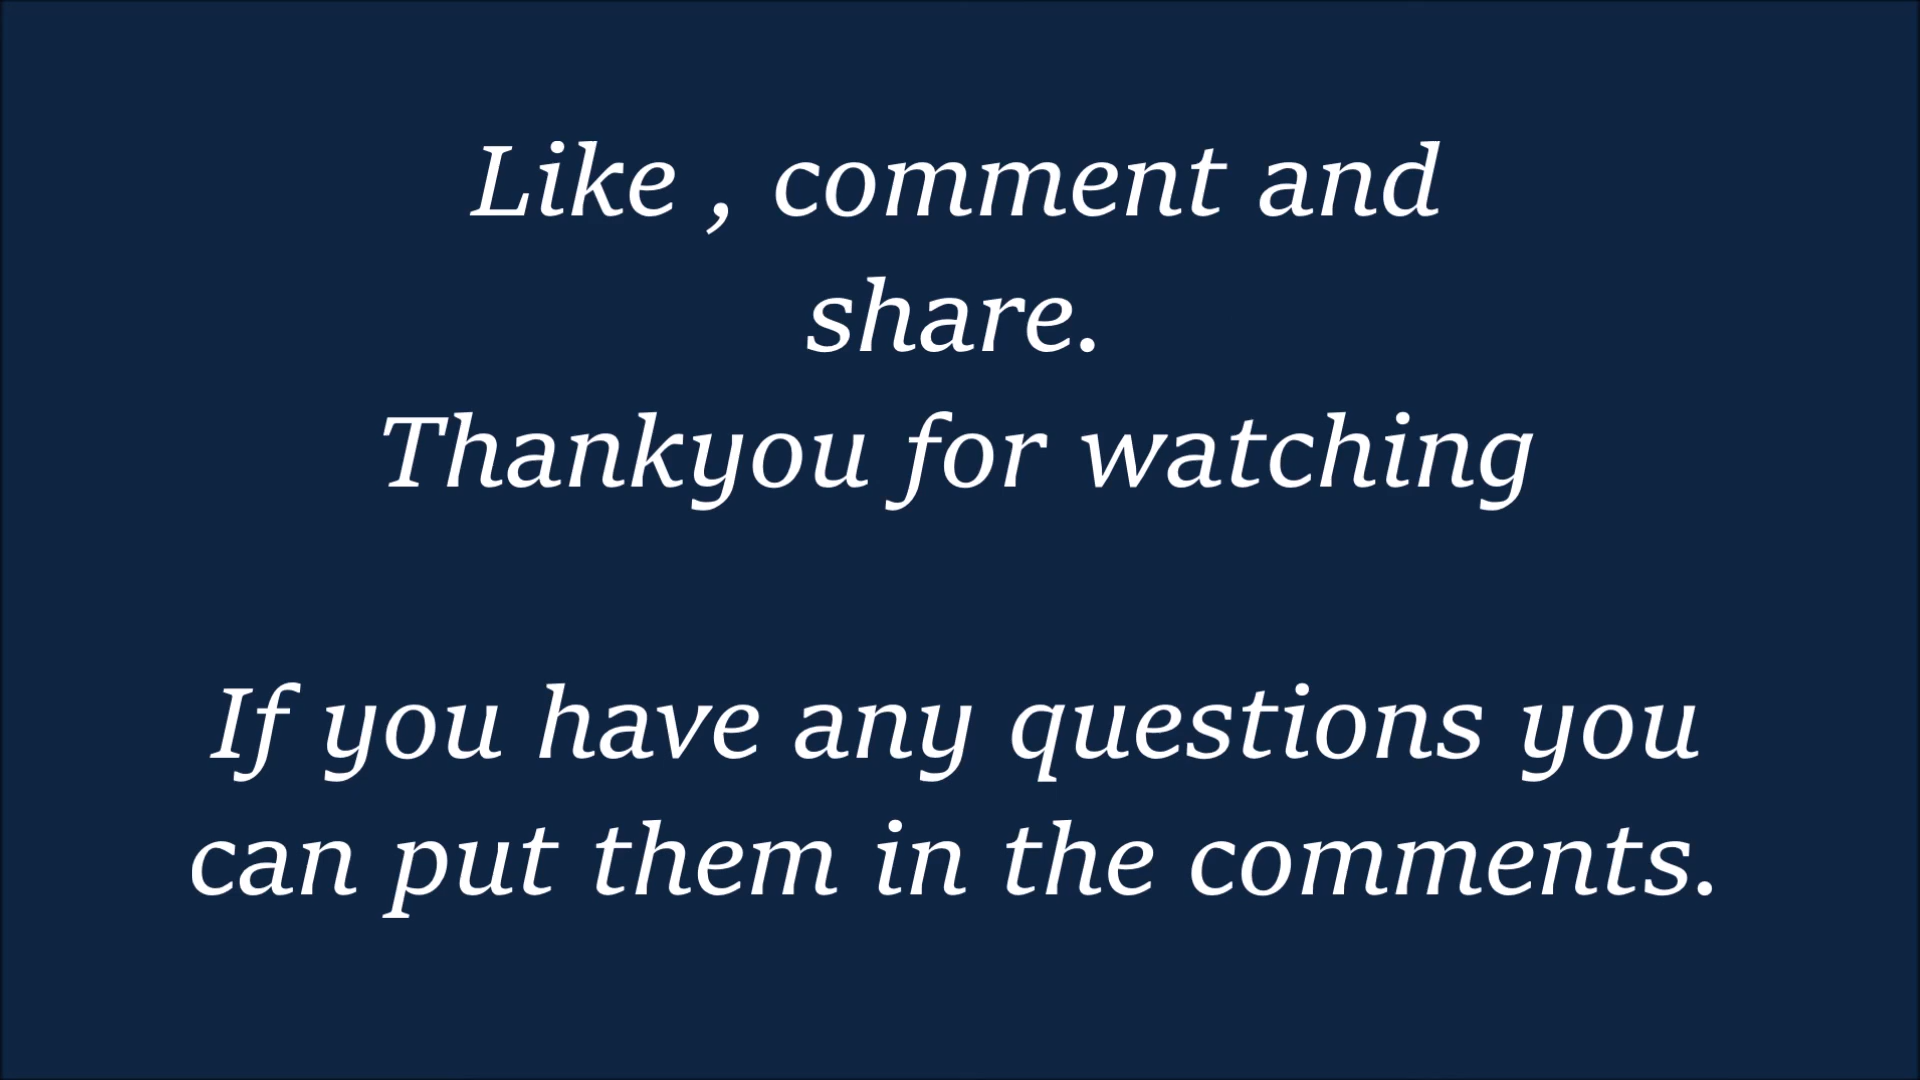 Like , comment and
share.
Thankyou for watching
If you have any questions you
can put them in the comments.